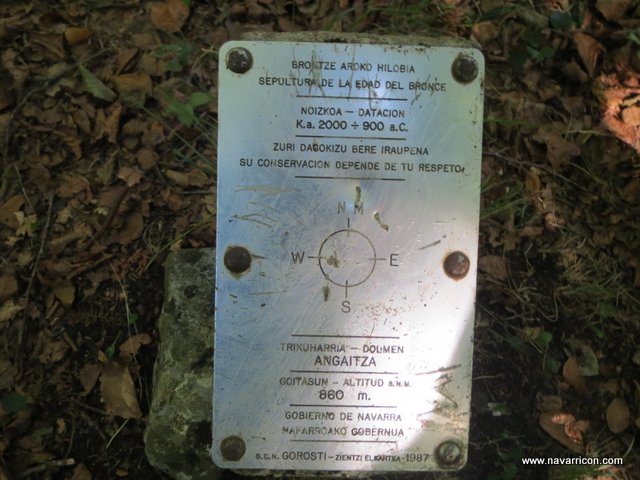 BRONTZE AROKO HILOBIA
SEPULTURA DE LA EDAD DEL BRONCE
NOIZKOA - DATACION
K.a. 2000 ÷ 900 a.C.
ZURI DAGOKIZU BERE IRAUPENA
SU CONSERVACION DEPENDE DE TU RESPETO
N M
W E
S
TRIKUHARRIA - DOLMEN
ANGAITZA
GOITASUN - ALTITUD s.n.m.
860 m.
GOBIERNO DE NAVARRA
NAFARROAKO GOBERNUA
S.C.N. GOROSTI - ZIENTZI ELKARTEA - 1987
www.navarricon.com